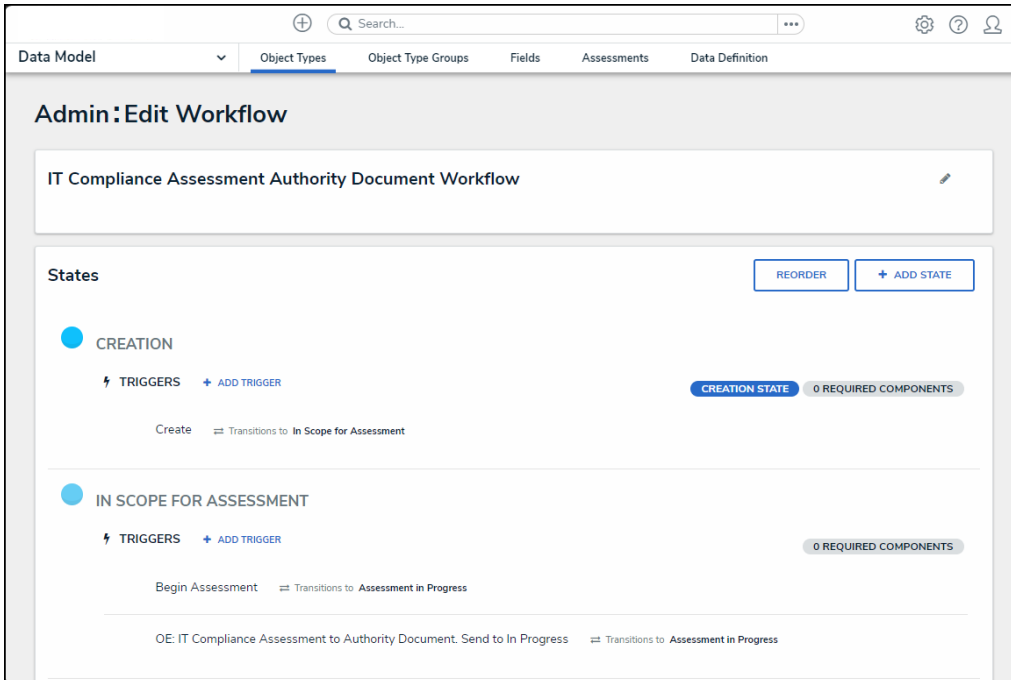 Search...
Data Model
Object Types Object Type Groups Fields Assessments Data Definition
Admin:Edit Workflow
IT Compliance Assessment Authority Document Workflow
States
REORDER + ADD STATE
CREATION
TRIGGERS + ADD TRIGGER
CREATION STATE 0 REQUIRED COMPONENTS
Create Transitions to In Scope for Assessment
IN SCOPE FOR ASSESSMENT
TRIGGERS + ADD TRIGGER
0 REQUIRED COMPONENTS
Begin Assessment Transitions to Assessment in Progress
OE: IT Compliance Assessment to Authority Document. Send to In Progress Transitions to Assessment in Progress